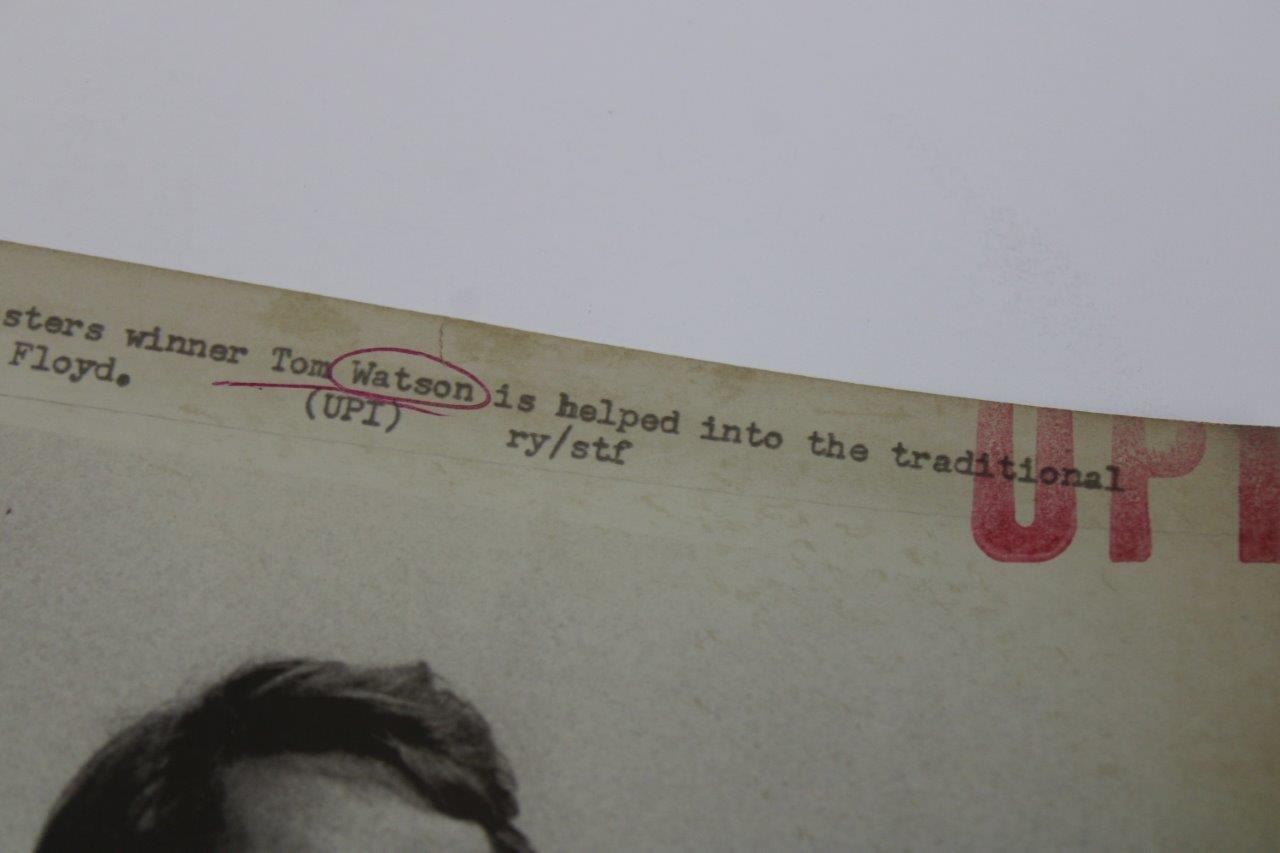 sters winner Tom Watson is helped into the traditional
Floyd.
(UPI) ry/stf
UPI